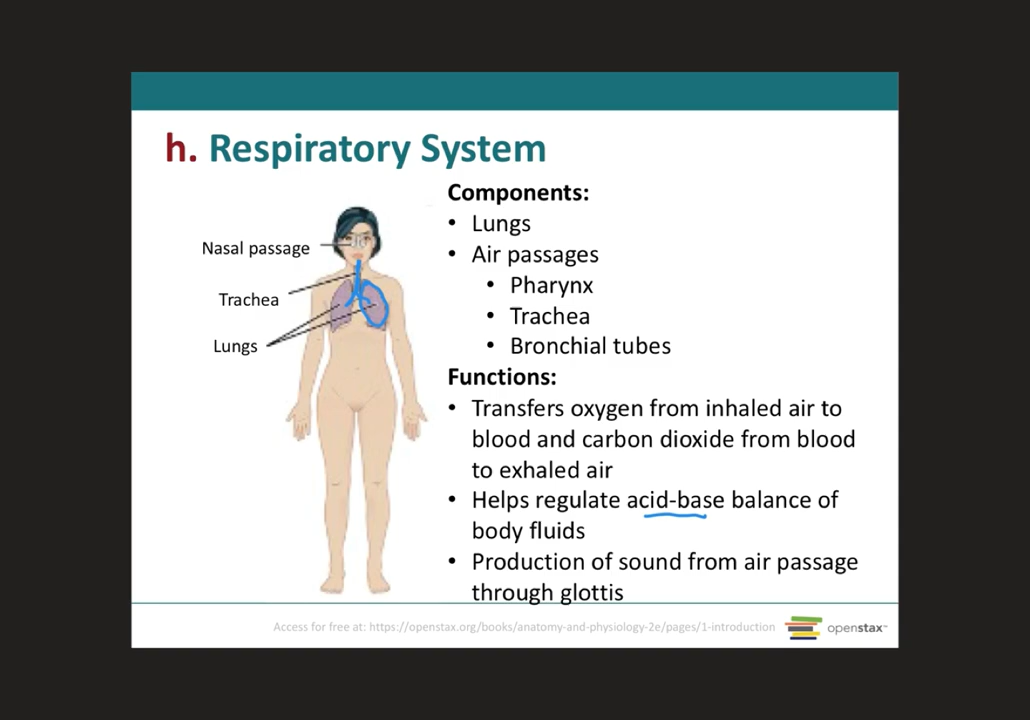 h. Respiratory System
Nasal passage
Trachea
Lungs
Components:
• Lungs
• Air passages
• Pharynx
• Trachea
• Bronchial tubes
Functions:
• Transfers oxygen from inhaled air to
blood and carbon dioxide from blood
to exhaled air
• Helps regulate acid-base balance of
body fluids
• Production of sound from air passage
through glottis
Access for free at: https://openstax.org/books/anatomy-and-physiology-2e/pages/1-introduction
openstax™